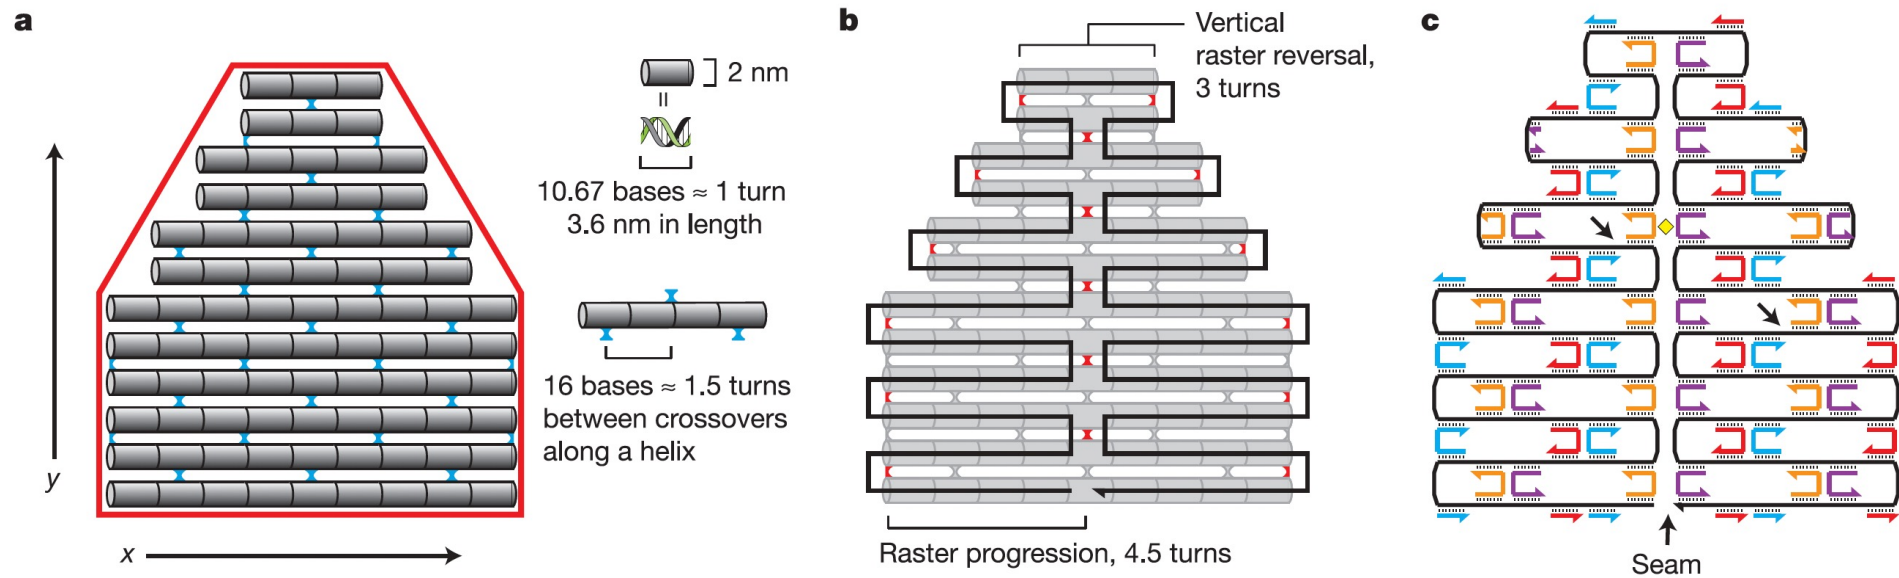 a
2 nm
=
10.67 bases ≈ 1 turn
3.6 nm in length
16 bases ≈ 1.5 turns
between crossovers
along a helix
y
x
b
Vertical
raster reversal,
3 turns
Raster progression, 4.5 turns
c
Seam